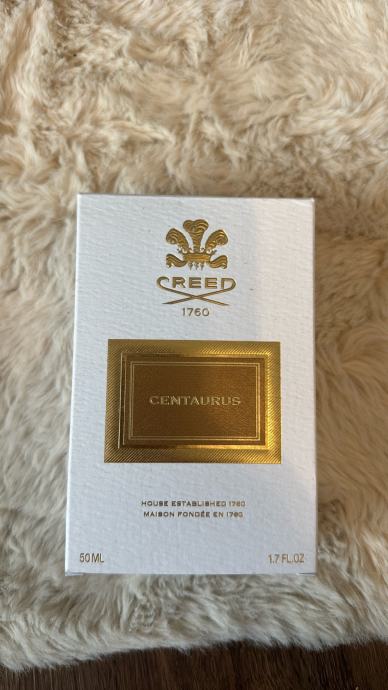 CREED
1760
CENTAURUS
HOUSE ESTABLISHED 1760
MAISON FONDÉE EN 1760
50 ML 1.7 FL.OZ